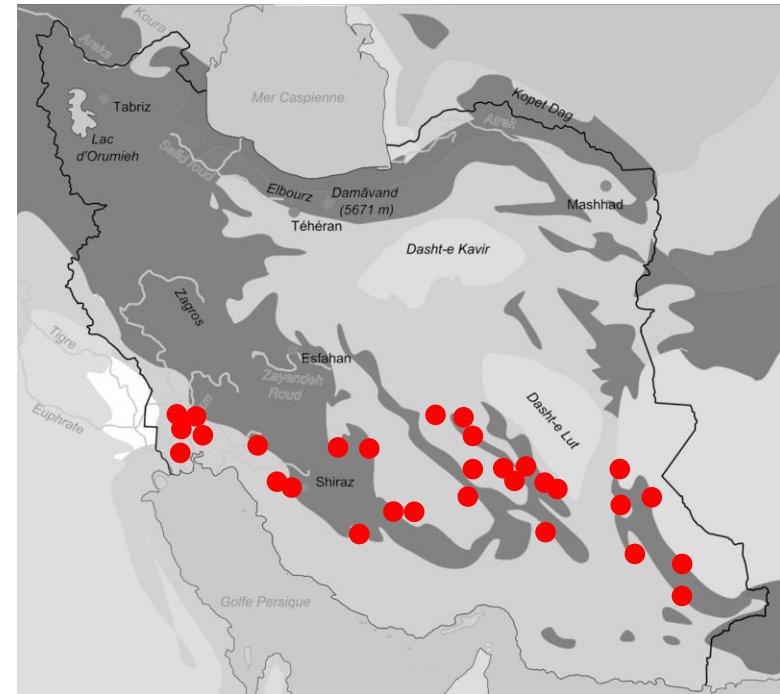 Koura
Araks
Kopet Dag
Mer Caspienne
Tabriz
Atrak
Lac
d'Orumieh
Sefid roud
Elbourz
Damâvand
(5671 m)
Mashhad
Téhéran
Dasht-e Kavir
Zagros
Tigre
Esfahan
Zayandeh
Roud
Euphrate
Dasht-e Lut
Shiraz
Golfe Persique